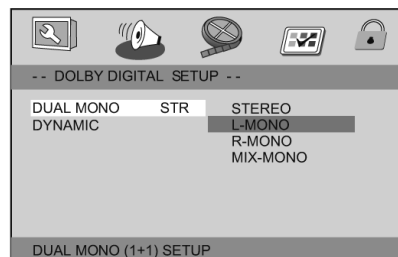 -- DOLBY DIGITAL SETUP --
DUAL MONO STR STEREO
DYNAMIC L-MONO
R-MONO
MIX-MONO
DUAL MONO (1+1) SETUP